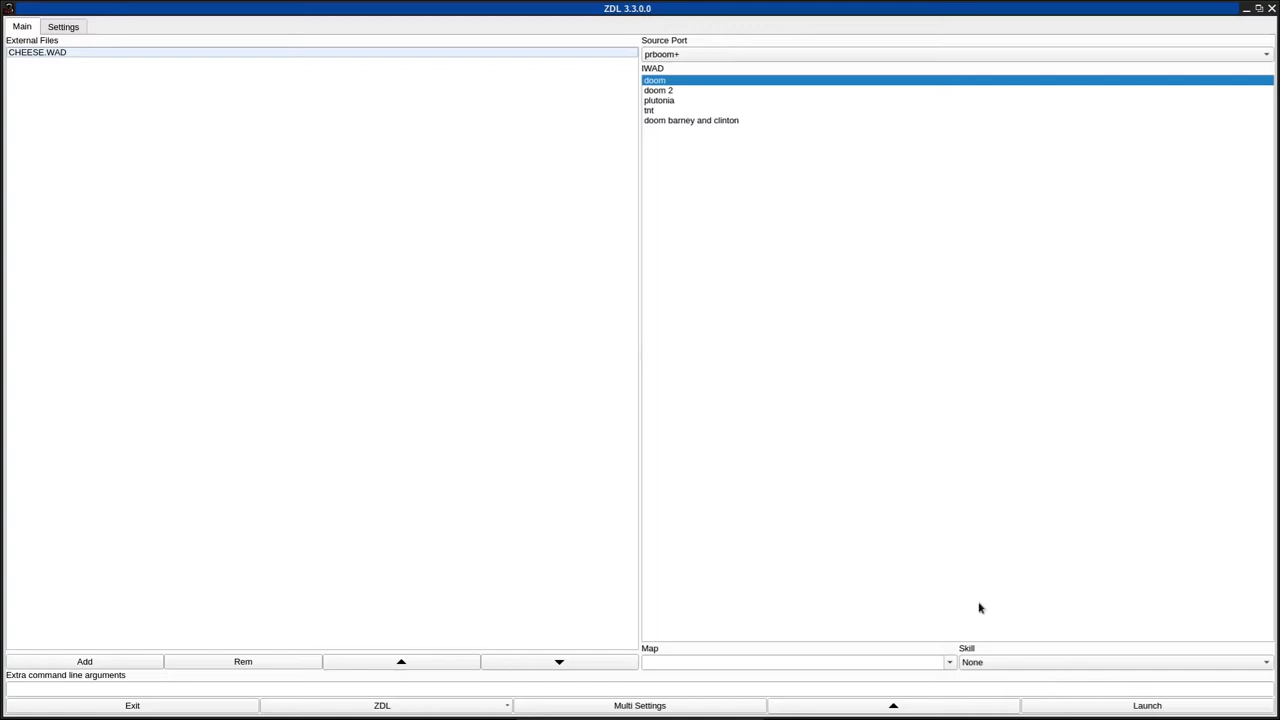 ZDL 3.3.0.0
Main
Settings
External Files
CHEESE.WAD
Source Port
prboom+
IWAD
doom
doom 2
plutonia
tnt
doom barney and clinton
Add
Rem
Map
Skill
None
Extra command line arguments
Exit
ZDL
Multi Settings
Launch